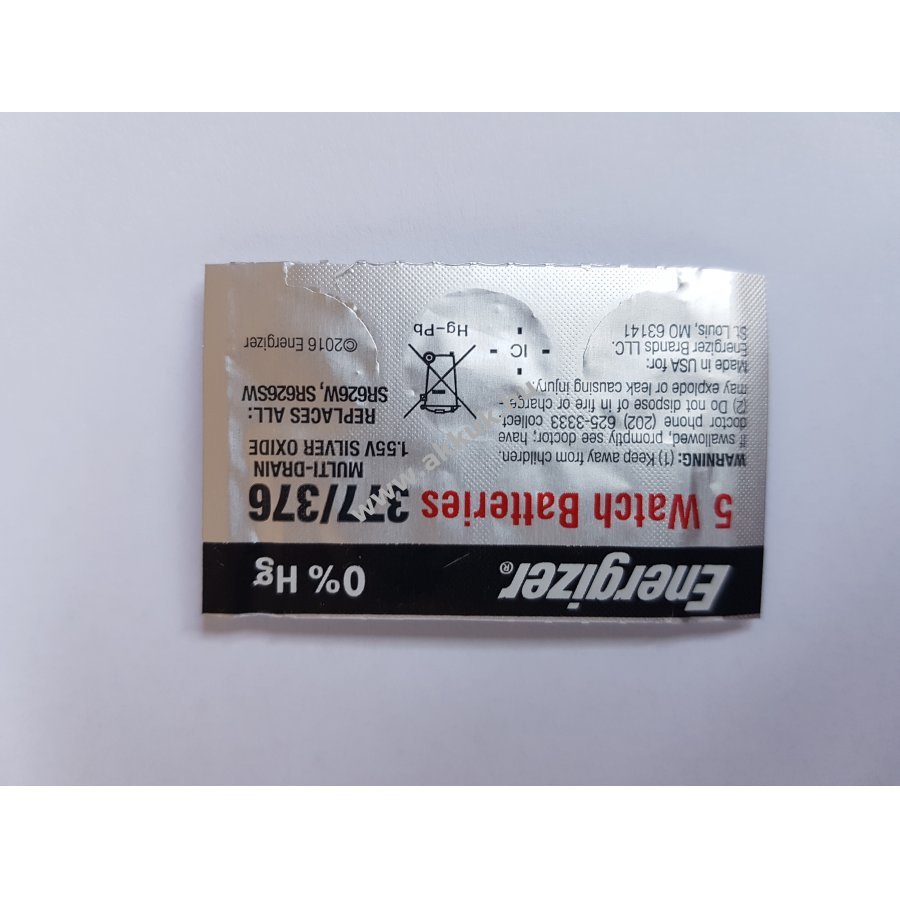 Energizer®
0% Hg
5 Watch Batteries
377/376
MULTI-DRAIN
1.55V SILVER OXIDE
REPLACES ALL:
SR626W, SR626SW
©2016 Energizer
WARNING: (1) Keep away from children.
If swallowed, promptly see doctor; have
doctor phone (202) 625-3333 collect.
(2) Do not dispose of in fire or charge -
may explode or leak causing injury.
Made in USA for:
Energizer Brands LLC.
St. Louis, MO 63141
- IC -
Hg-Pb